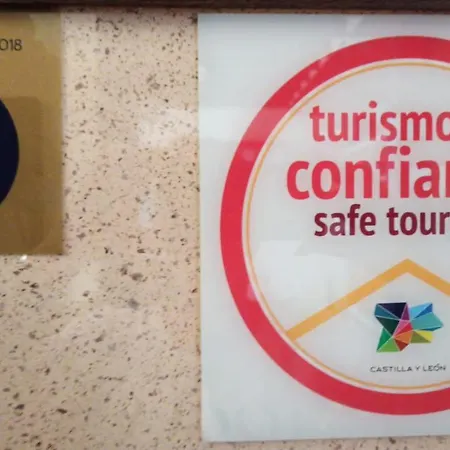 018
turismo
confian
safe tour
CASTILLA Y LEÓN